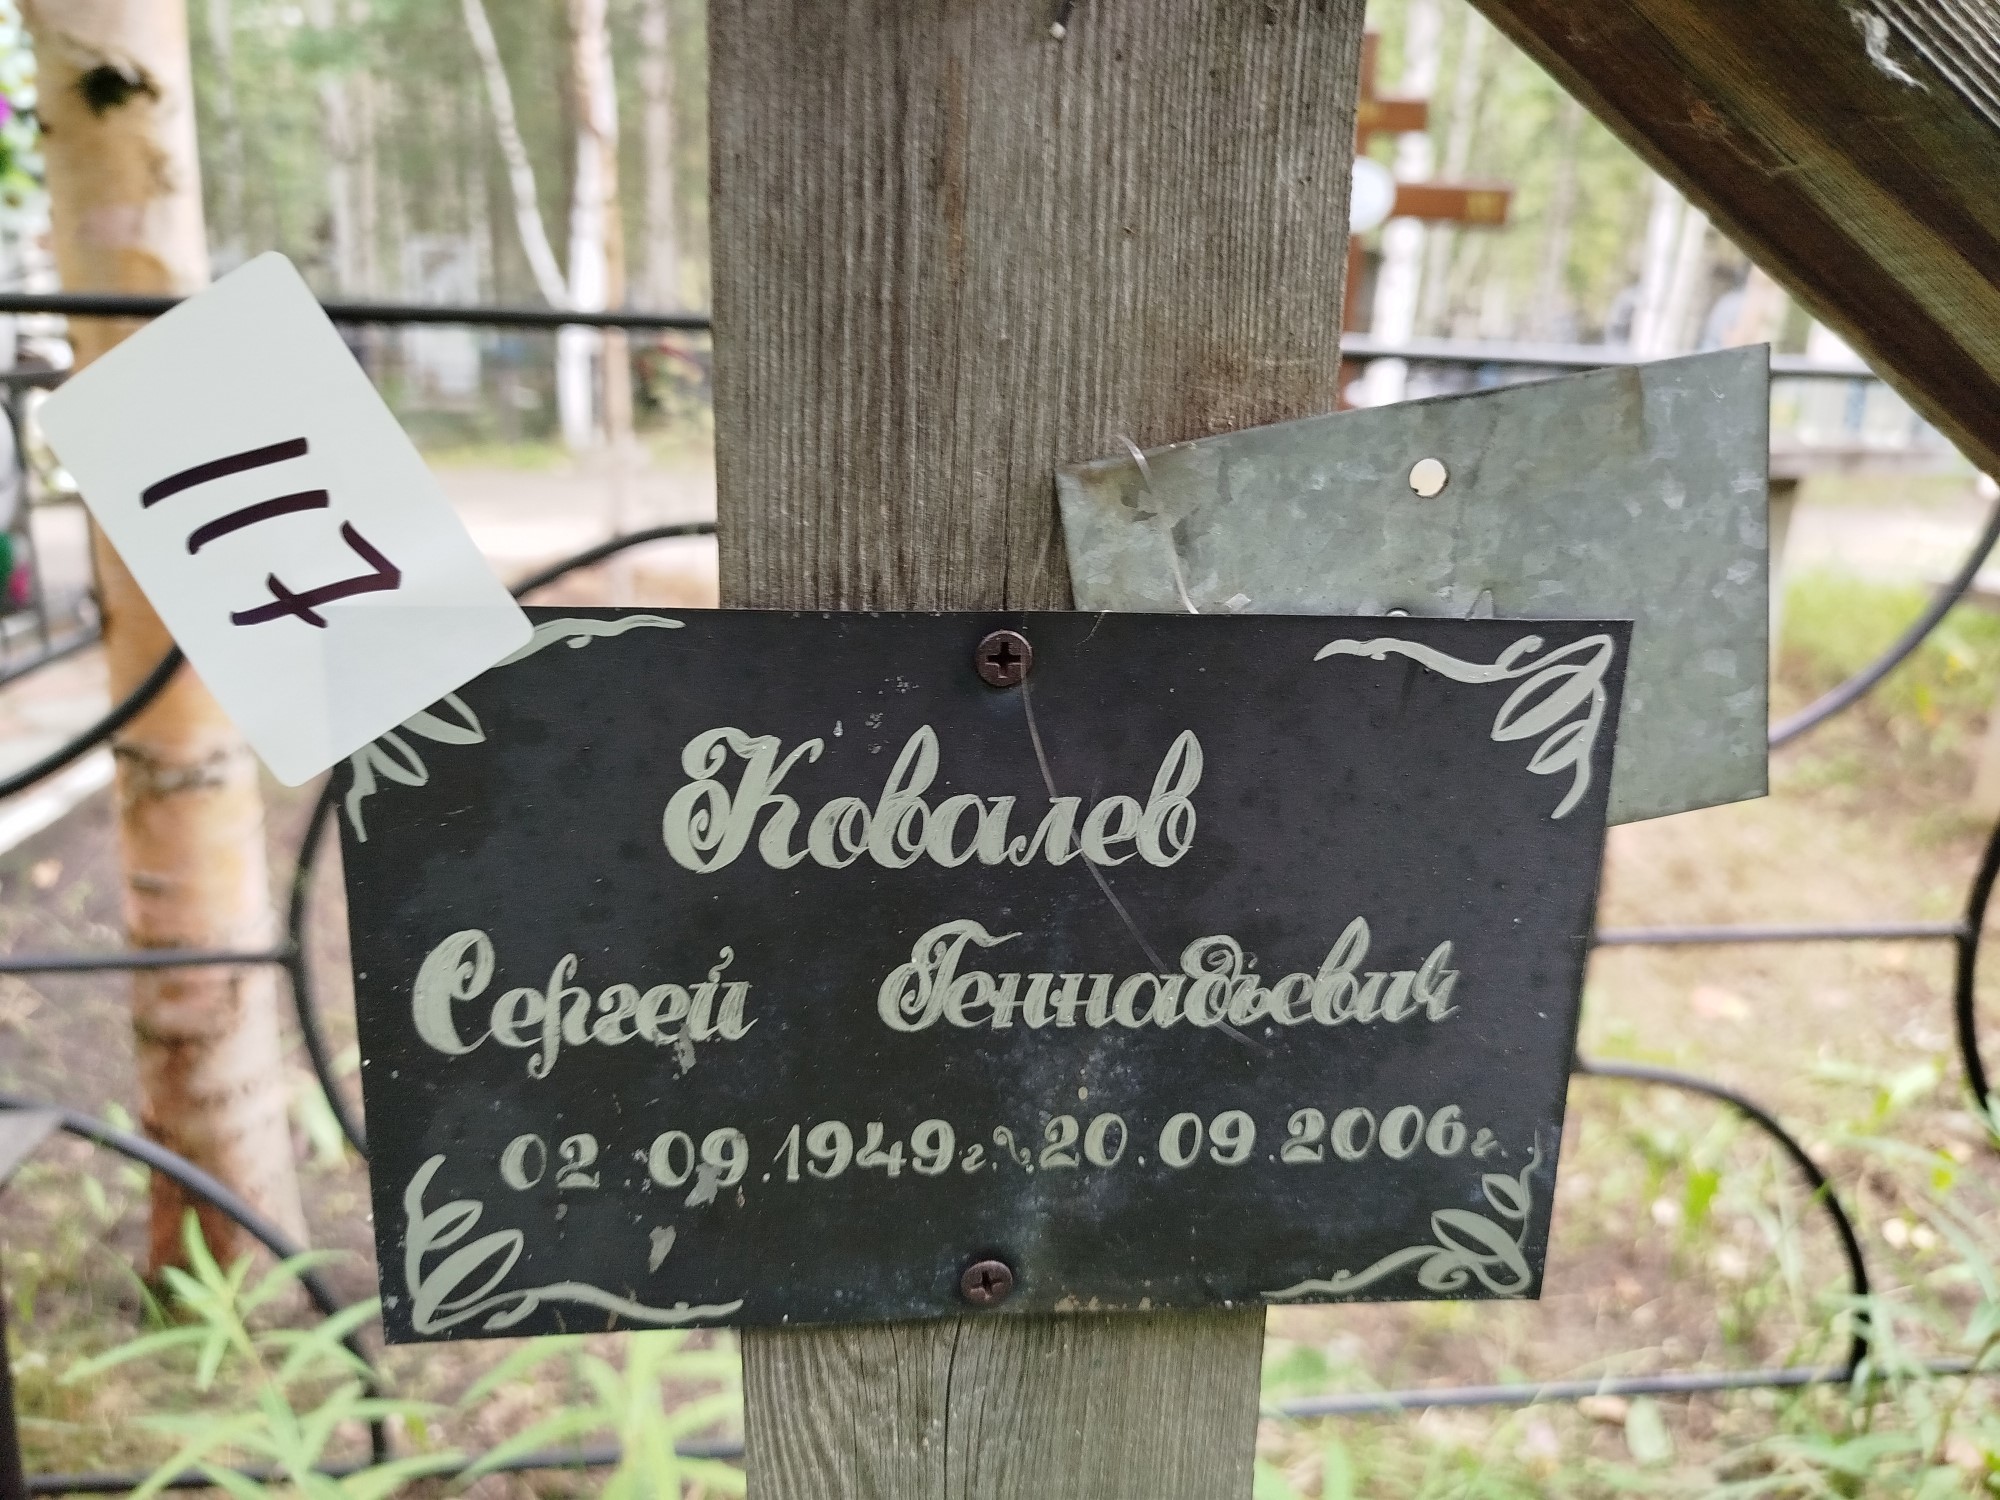 117
Ковалев
Сергей Геннадьевич
02.09.1949г. 20.09.2006г.